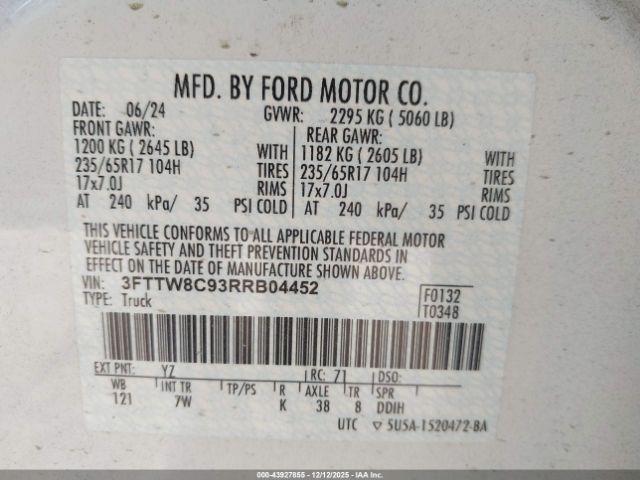 MFD. BY FORD MOTOR CO.
DATE: 06/24 GVWR: 2295 KG ( 5060 LB)
FRONT GAWR: REAR GAWR:
1200 KG ( 2645 LB) WITH 1182 KG ( 2605 LB) WITH
235/65R17 104H TIRES 235/65R17 104H TIRES
17x7.0J RIMS 17x7.0J RIMS
AT 240 kPa/ 35 PSI COLD AT 240 kPa/ 35 PSI COLD
THIS VEHICLE CONFORMS TO ALL APPLICABLE FEDERAL MOTOR
VEHICLE SAFETY AND THEFT PREVENTION STANDARDS IN
EFFECT ON THE DATE OF MANUFACTURE SHOWN ABOVE.
VIN: 3FTTW8C93RRB04452
TYPE: Truck
F0132
T0348
EXT PNT: YZ RC: 71 DSO:
WB INT TR TP/PS R AXLE TR SPR
121 7W K 38 8 DDIH
UTC ▽ 5U5A-1520472-BA
000-43927855 - 12/12/2025 - IAAI.COM